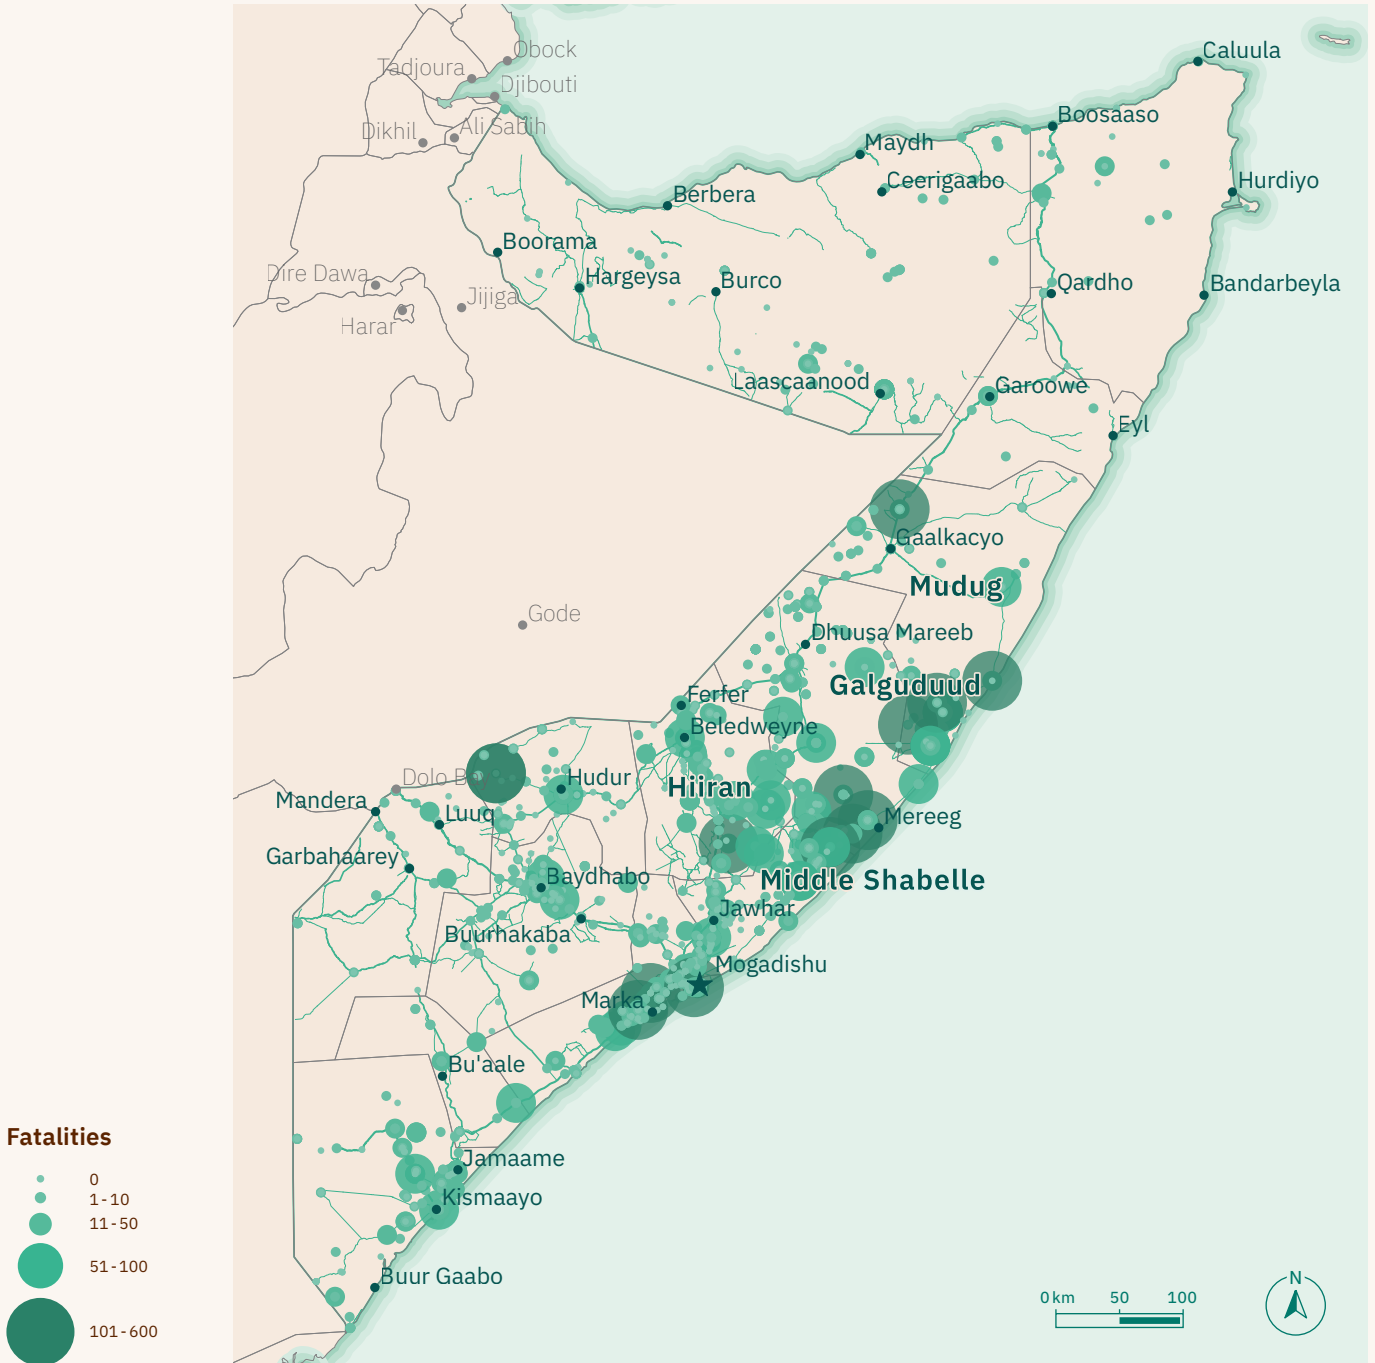 Obock
Caluula
Tadjoura
Djibouti
Boosaaso
Dikhil
Ali Sabih
Maydh
Ceerigaabo
Hurdiyo
Berbera
Boorama
Dire Dawa
Hargeysa
Burco
Qardho
Bandarbeyla
Jijiga
Harar
Laascaanood
Garoowe
Eyl
Gaalkacyo
Mudug
Gode
Dhuusa Mareeb
Galguduud
Ferfer
Beledweyne
Dolo
Hudur
Hiiran
Mandera
Luuq
Mereeg
Garbahaarey
Baydhabo
Middle Shabelle
Jawhar
Buurhakaba
Mogadishu
Marka
Bu'aale
Fatalities
Jamaame
0
1-10
Kismaayo
11-50
51-100
Buur Gaabo
N
0 km 50 100
101-600